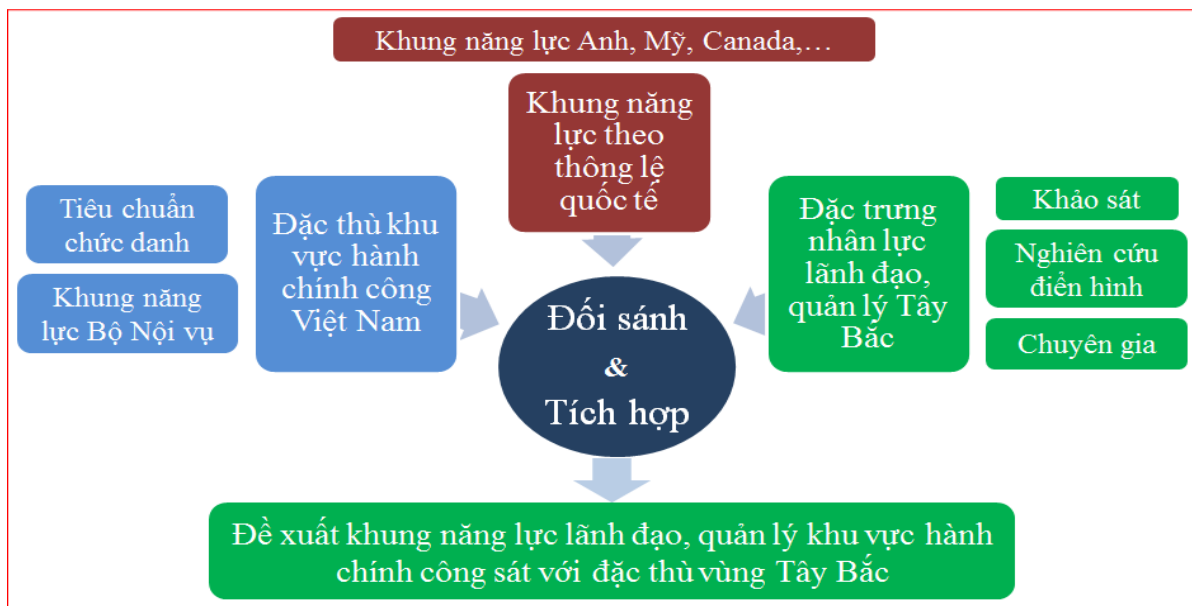 Khung năng lực Anh, Mỹ, Canada,...
Khung năng
lực theo
thông lệ
quốc tế
Tiêu chuẩn
chức danh
Khung năng
lực Bộ Nội vụ
Đặc thù khu
vực hành
chính công
Việt Nam
Đối sánh
&
Tích hợp
Đặc trưng
nhân lực
lãnh đạo,
quản lý Tây
Bắc
Khảo sát
Nghiên cứu
điển hình
Chuyên gia
Đề xuất khung năng lực lãnh đạo, quản lý khu vực hành
chính công sát với đặc thù vùng Tây Bắc